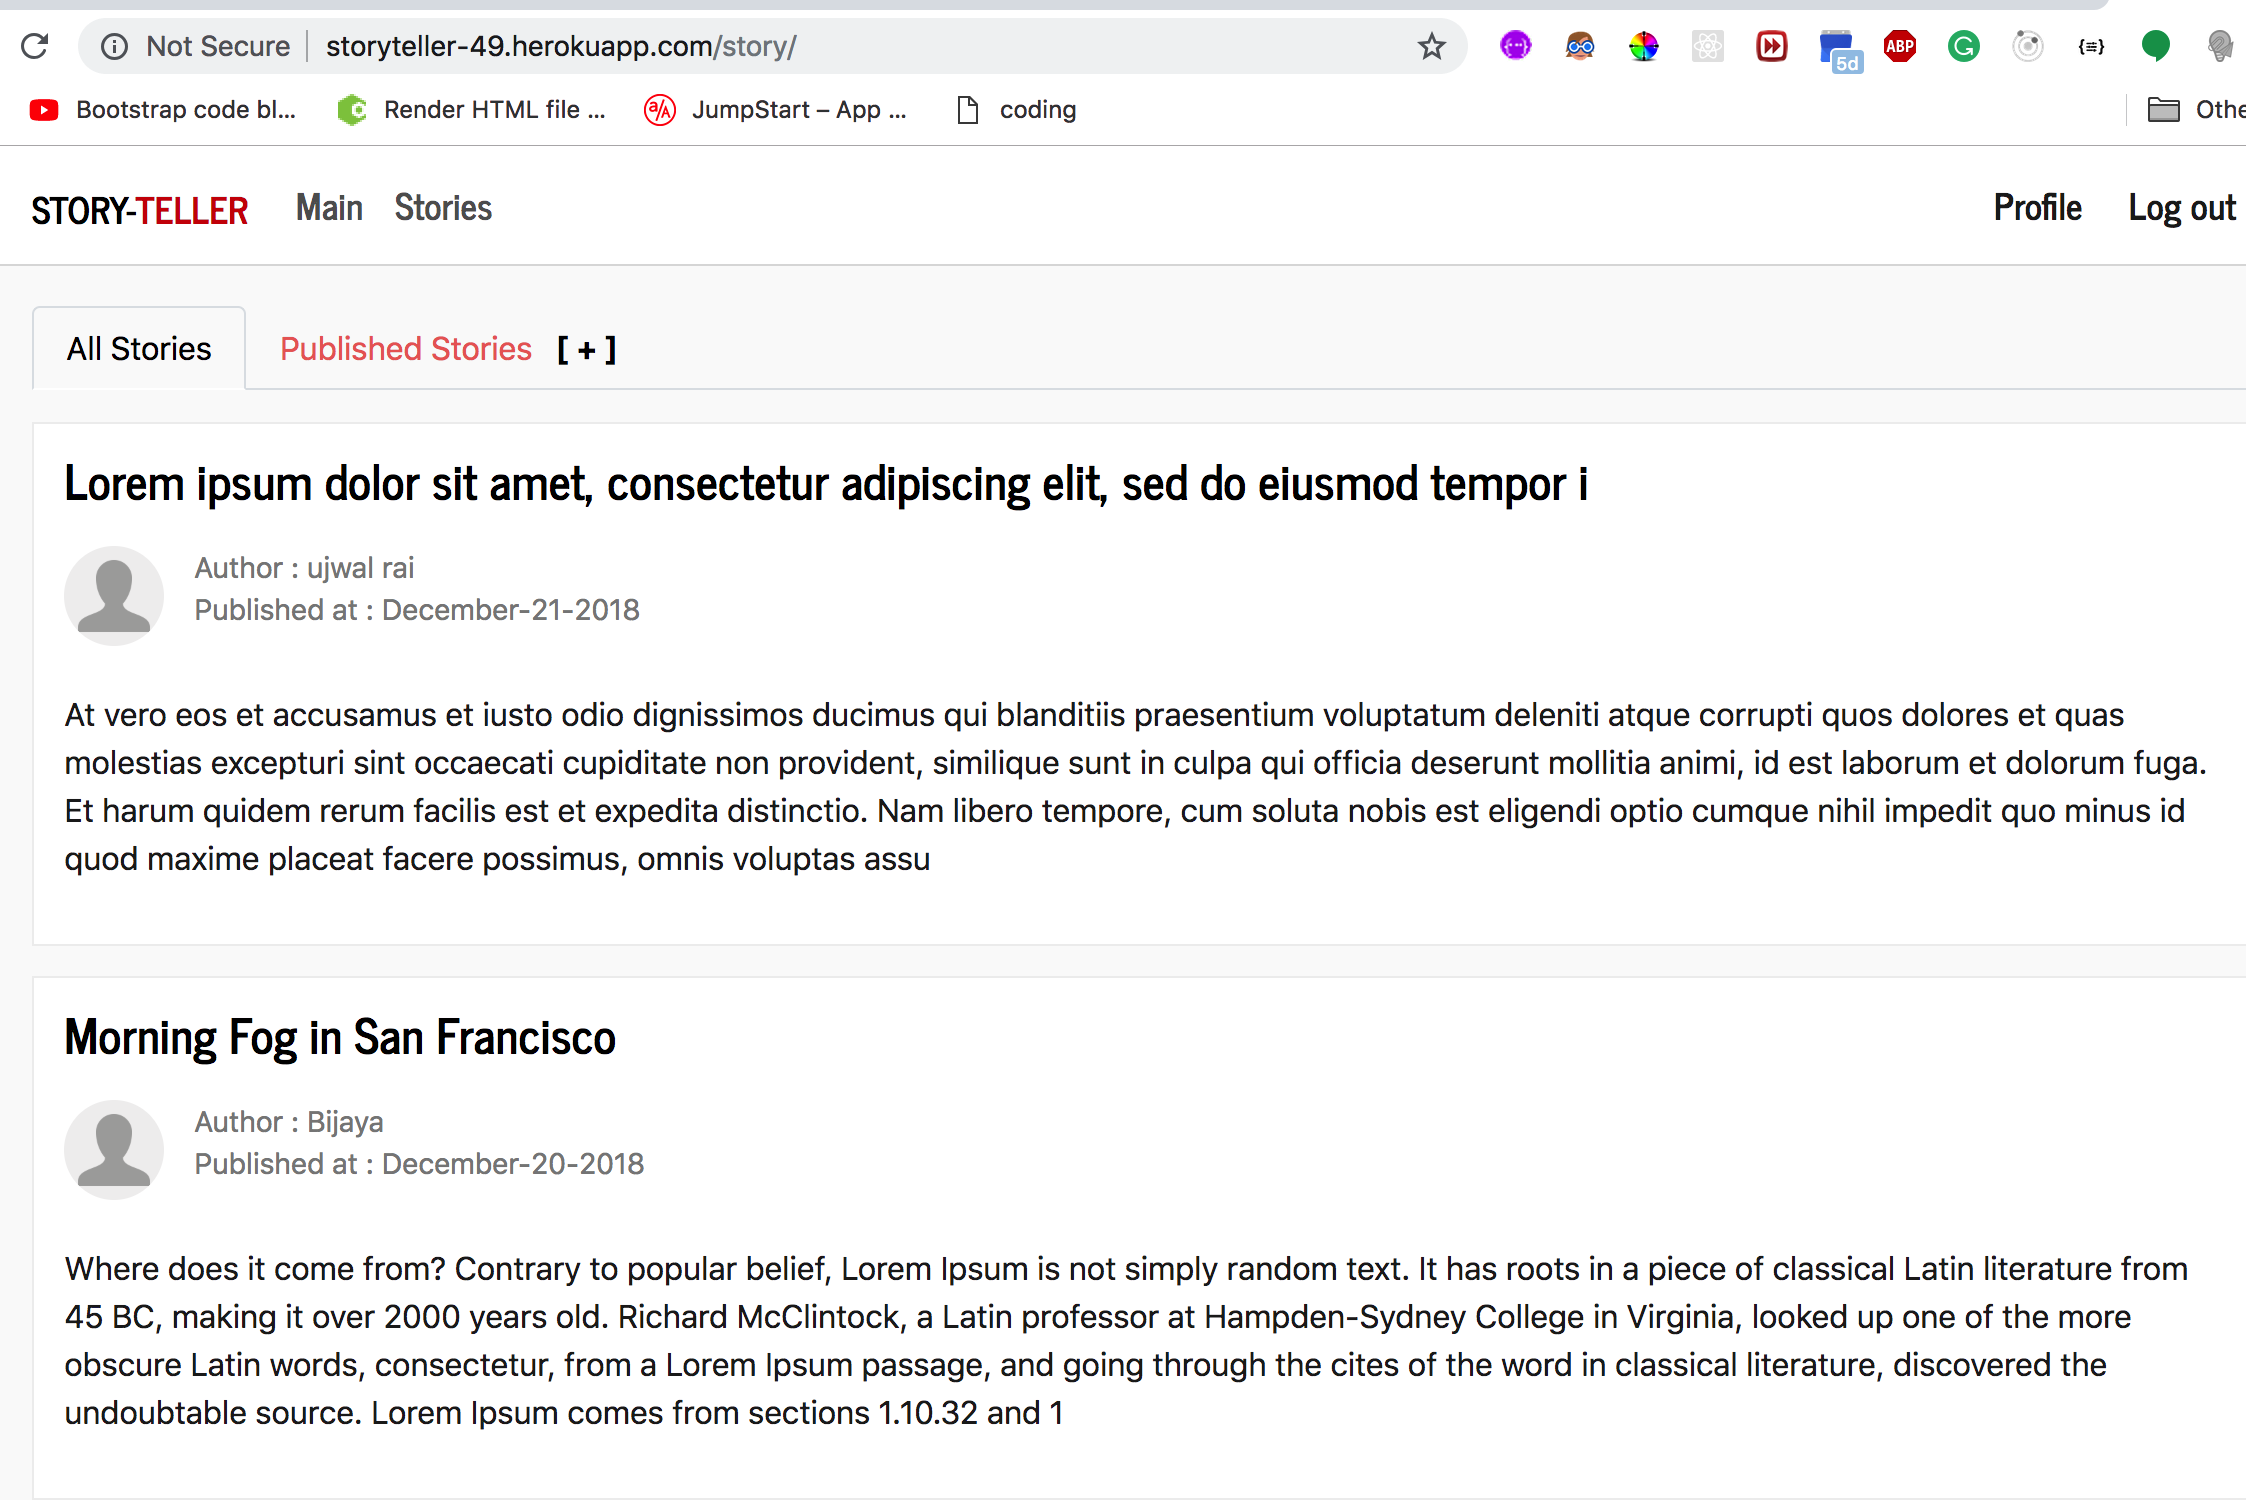 Not Secure storyteller-49.herokuapp.com/story/
5d ABP G {≡}
Bootstrap code bl... Render HTML file ... a/A JumpStart – App ... coding Othe
STORY-TELLER Main Stories Profile Log out
All Stories Published Stories [ + ]
Lorem ipsum dolor sit amet, consectetur adipiscing elit, sed do eiusmod tempor i
Author : ujwal rai
Published at : December-21-2018
At vero eos et accusamus et iusto odio dignissimos ducimus qui blanditiis praesentium voluptatum deleniti atque corrupti quos dolores et quas
molestias excepturi sint occaecati cupiditate non provident, similique sunt in culpa qui officia deserunt mollitia animi, id est laborum et dolorum fuga.
Et harum quidem rerum facilis est et expedita distinctio. Nam libero tempore, cum soluta nobis est eligendi optio cumque nihil impedit quo minus id
quod maxime placeat facere possimus, omnis voluptas assu
Morning Fog in San Francisco
Author : Bijaya
Published at : December-20-2018
Where does it come from? Contrary to popular belief, Lorem Ipsum is not simply random text. It has roots in a piece of classical Latin literature from
45 BC, making it over 2000 years old. Richard McClintock, a Latin professor at Hampden-Sydney College in Virginia, looked up one of the more
obscure Latin words, consectetur, from a Lorem Ipsum passage, and going through the cites of the word in classical literature, discovered the
undoubtable source. Lorem Ipsum comes from sections 1.10.32 and 1